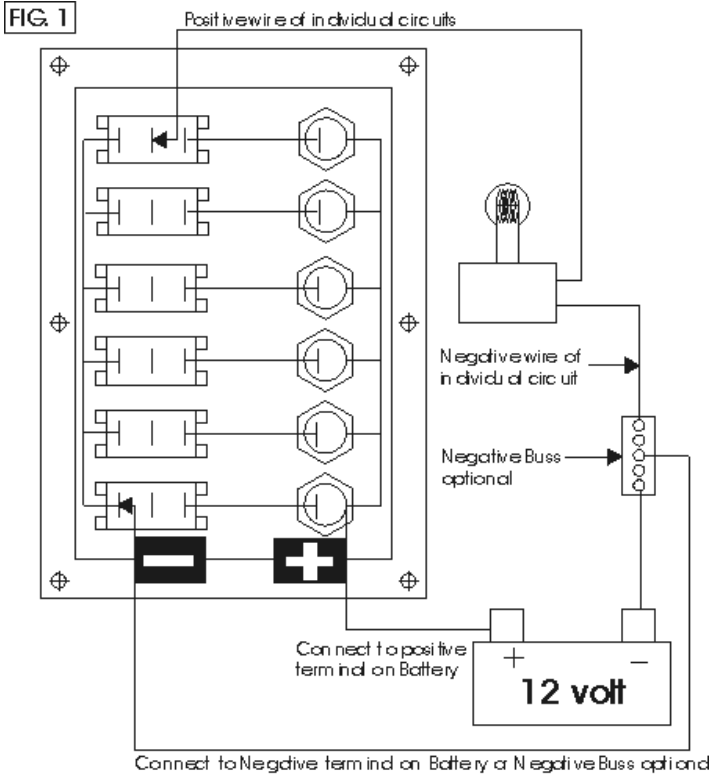 FIG. 1
Positive wire of individual circuits
Negative wire of
individual circuit
Negative Buss
optional
Connect to positive
terminal on Battery
+
−
12 volt
Connect to Negative terminal on Battery or Negative Buss optional